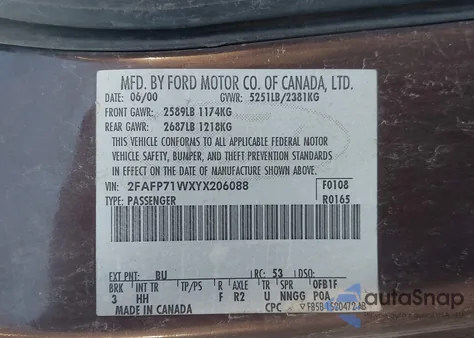 MFD. BY FORD MOTOR CO. OF CANADA, LTD.
DATE: 06/00 GVWR: 5251LB/2381KG
FRONT GAWR: 2589LB 1174KG
REAR GAWR: 2687LB 1218KG
THIS VEHICLE CONFORMS TO ALL APPLICABLE FEDERAL MOTOR
VEHICLE SAFETY, BUMPER, AND THEFT PREVENTION STANDARDS
IN EFFECT ON THE DATE OF MANUFACTURE SHOWN ABOVE.
VIN: 2FAFP71WXYX206088 F0108
TYPE: PASSENGER R0165
EXT PNT: BU RC: 53 DSO:
BRK INT TR TP/PS R AXLE TR SPR 0FB1F
3 HH F R2 U NNGG POA
MADE IN CANADA CPC F85B-1520472-AB
autoSnap